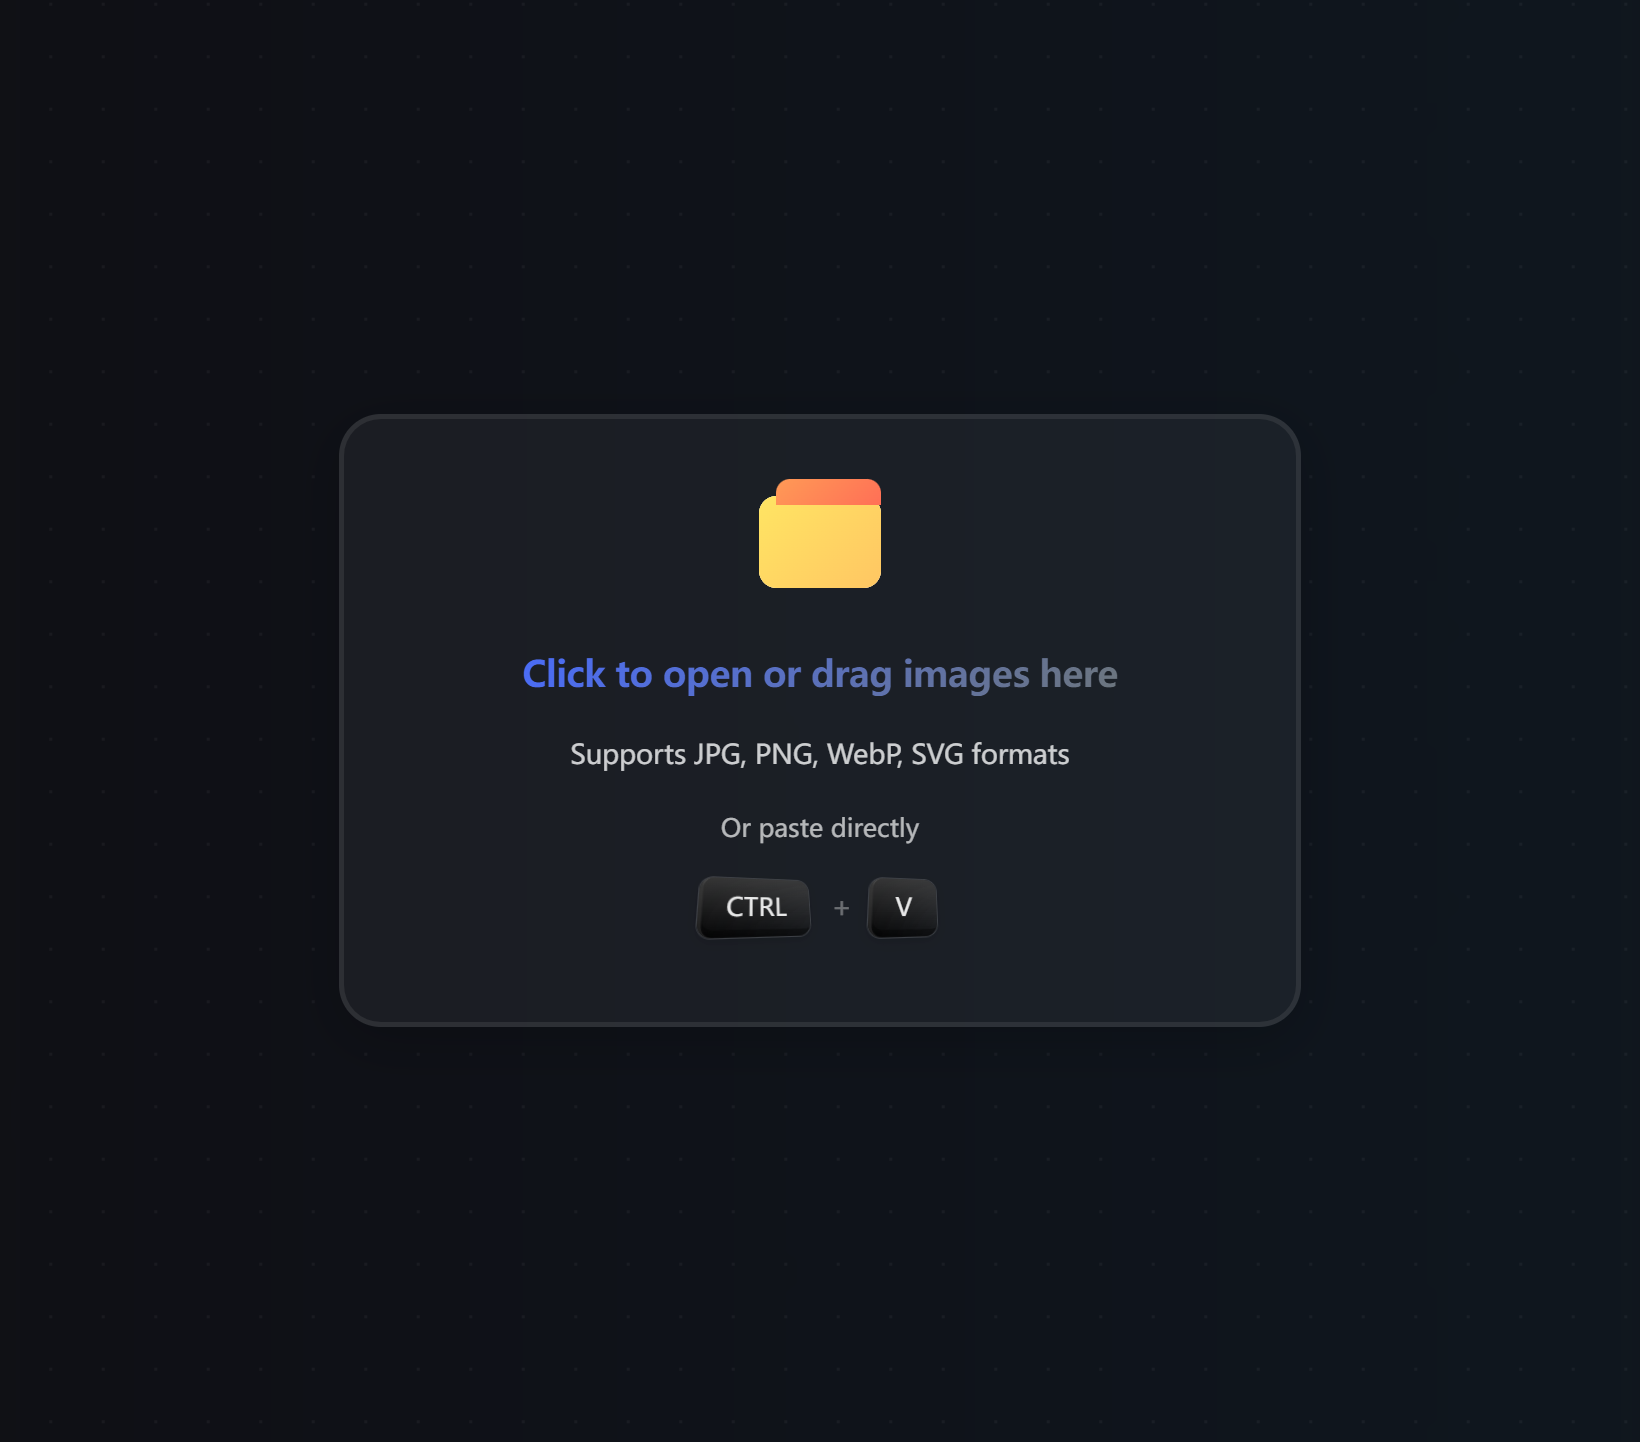 Click to open or drag images here
Supports JPG, PNG, WebP, SVG formats
Or paste directly
CTRL + V